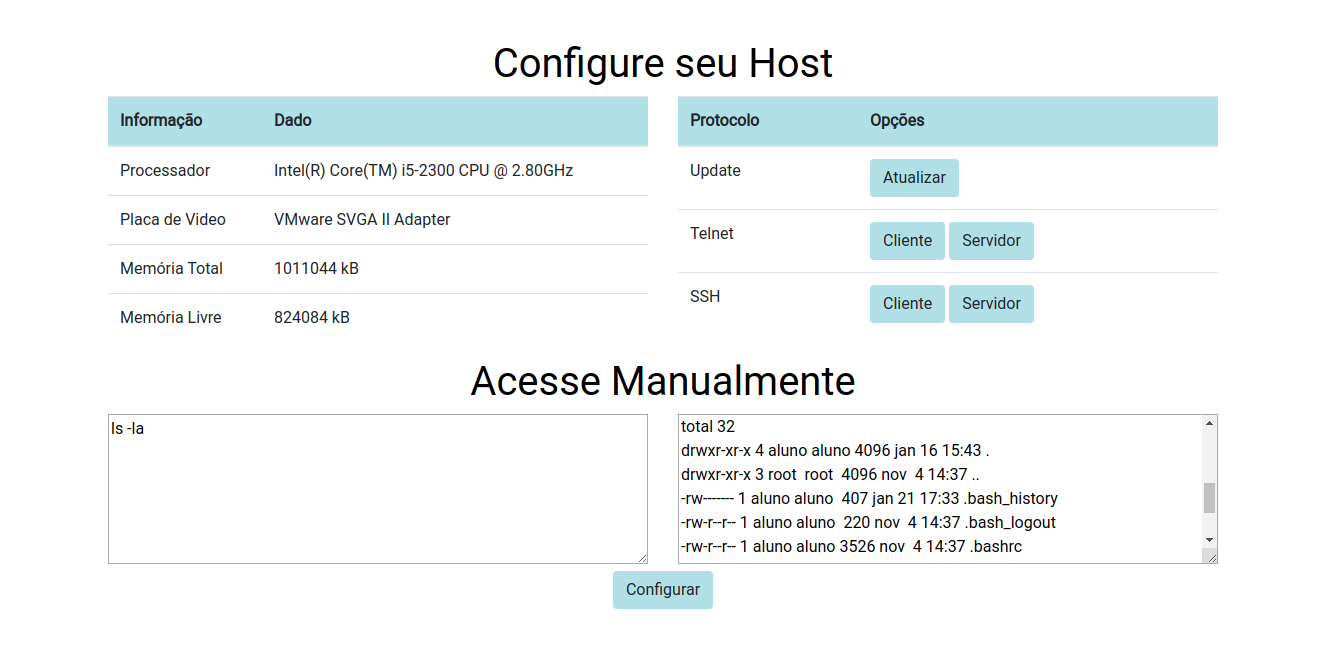 Configure seu Host
Informação Dado
Processador Intel(R) Core(TM) i5-2300 CPU @ 2.80GHz
Placa de Video VMware SVGA II Adapter
Memória Total 1011044 kB
Memória Livre 824084 kB
Protocolo Opções
Update Atualizar
Telnet Cliente Servidor
SSH Cliente Servidor
Acesse Manualmente
ls -la
total 32
drwxr-xr-x 4 aluno aluno 4096 jan 16 15:43 .
drwxr-xr-x 3 root  root  4096 nov  4 14:37 ..
-rw------- 1 aluno aluno  407 jan 21 17:33 .bash_history
-rw-r--r-- 1 aluno aluno  220 nov  4 14:37 .bash_logout
-rw-r--r-- 1 aluno aluno 3526 nov  4 14:37 .bashrc
Configurar